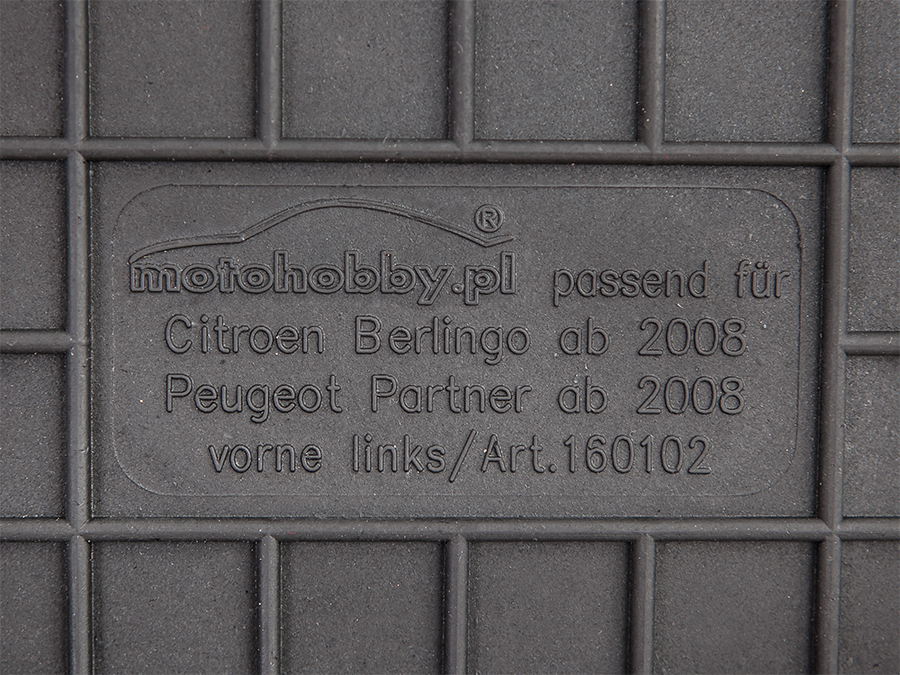 motohobby.pl ® passend für
Citroen Berlingo ab 2008
Peugeot Partner ab 2008
vorne links/Art.160102